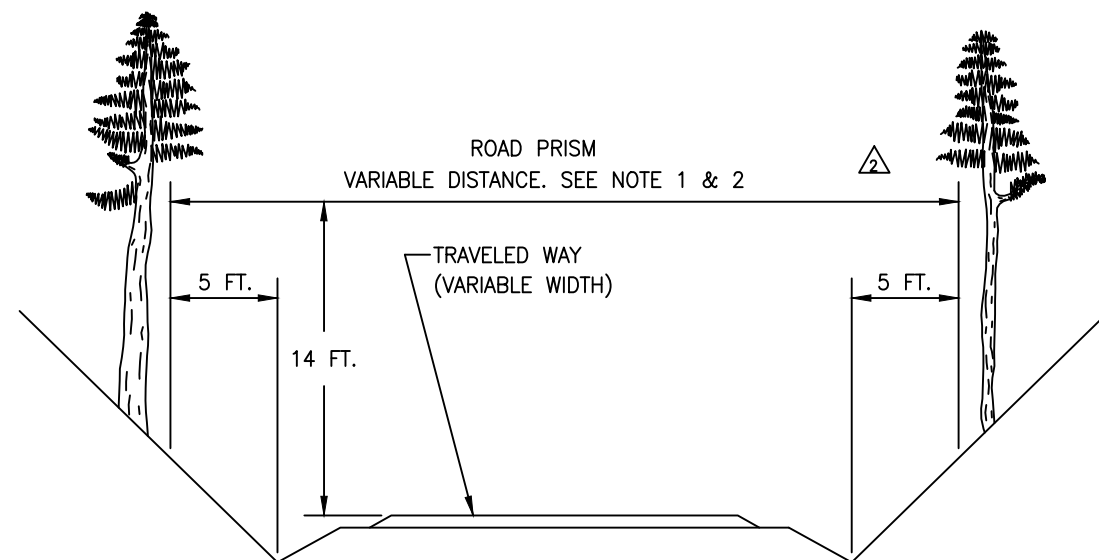 ROAD PRISM
VARIABLE DISTANCE. SEE NOTE 1 & 2
2
TRAVELED WAY
(VARIABLE WIDTH)
5 FT.
5 FT.
14 FT.